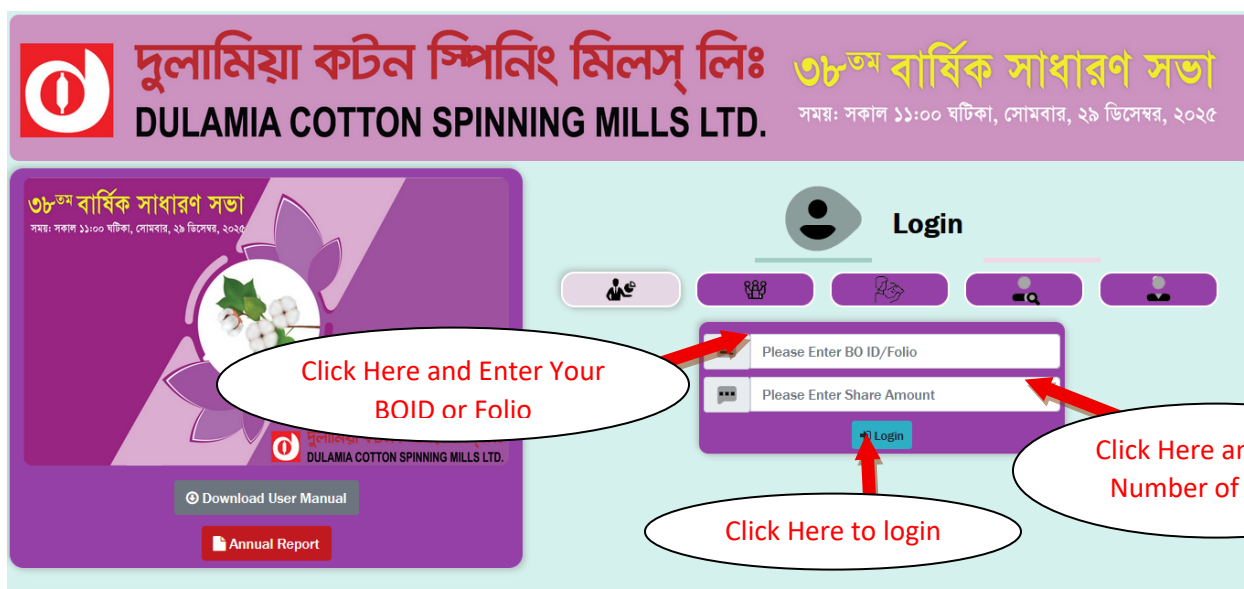 দুলামিয়া কটন স্পিনিং মিলস্ লিঃ
DULAMIA COTTON SPINNING MILLS LTD.
৩৮তম বার্ষিক সাধারণ সভা
সময়: সকাল ১১:০০ ঘটিকা, সোমবার, ২৯ ডিসেম্বর, ২০২৫
৩৮তম বার্ষিক সাধারণ সভা
সময়: সকাল ১১:০০ ঘটিকা, সোমবার, ২৯ ডিসেম্বর, ২০২৫
DULAMIA COTTON SPINNING MILLS LTD.
Download User Manual
Annual Report
Login
Please Enter BO ID/Folio
Please Enter Share Amount
Login
Click Here and Enter Your
BOID or Folio
Click Here to login
Click Here
Number of